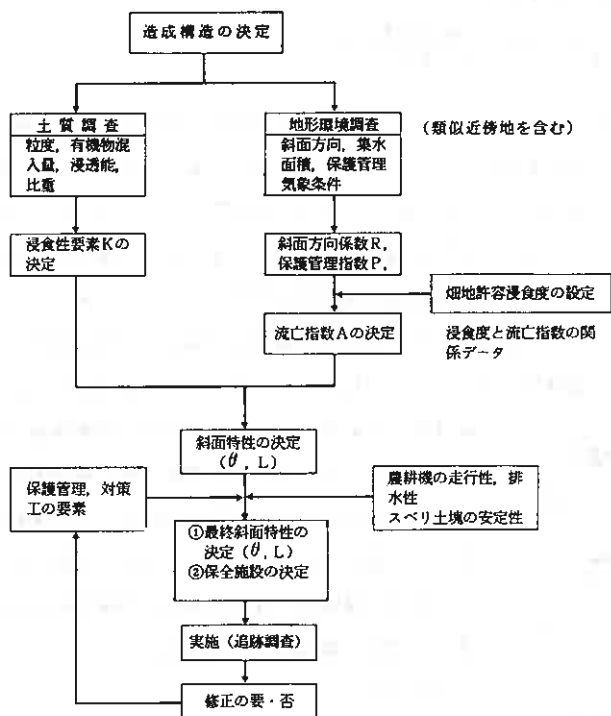 造成構造の決定
土質調査
粒度，有機物混
入量，浸透能，
比重
地形環境調査
斜面方向，集水
面積，保護管理
気象条件
（類似近傍地を含む）
浸食性要素Kの
決定
斜面方向係数R，
保護管理指数P，
畑地許容浸食度の設定
流亡指数Aの決定
浸食度と流亡指数の関
係データ
斜面特性の決定
（θ，L）
保護管理，対策
工の要素
農耕機の走行性，排
水性
スベリ土塊の安定性
①最終斜面特性の
決定（θ，L）
②保全施設の決定
実施（追跡調査）
修正の要・否